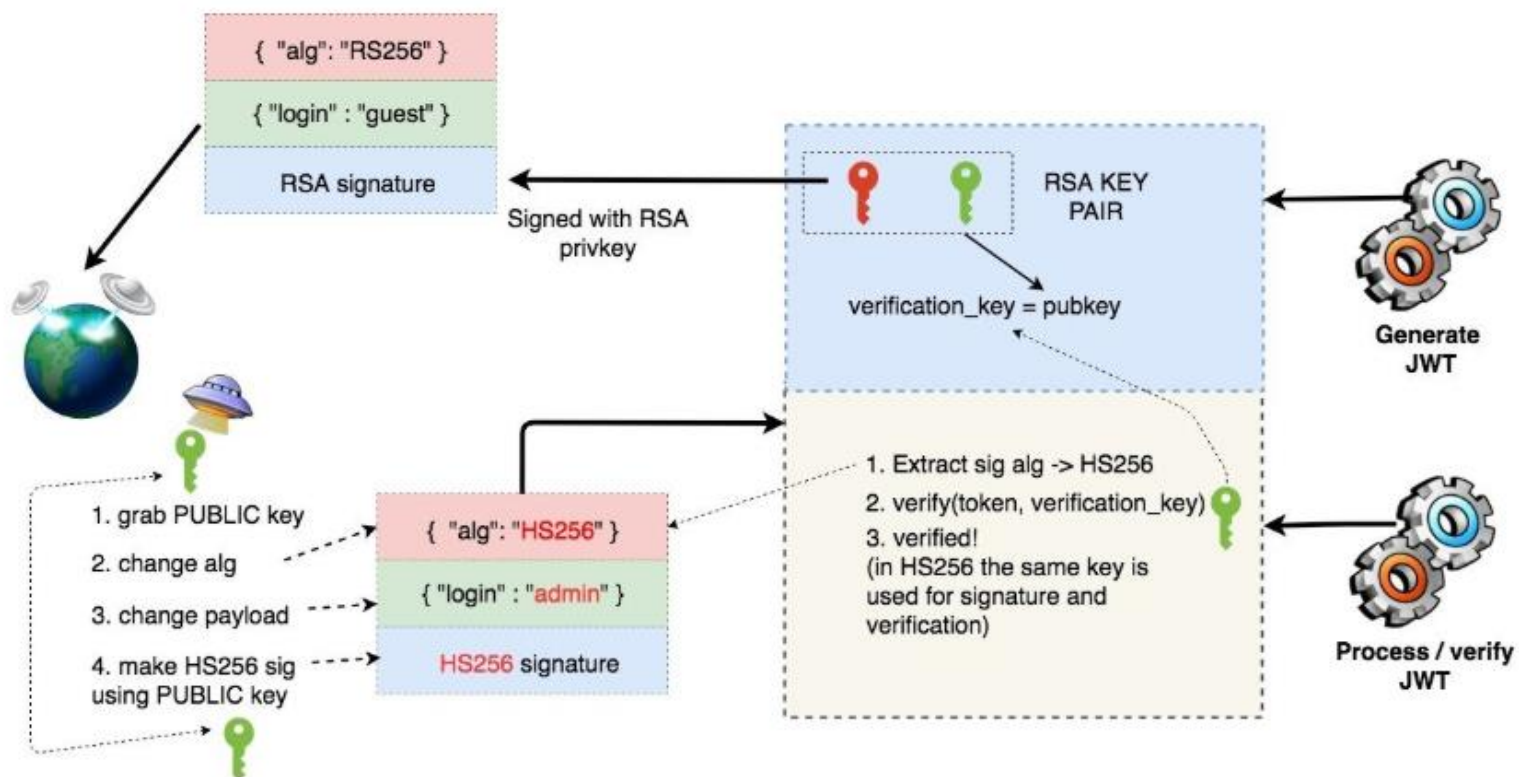 { "alg": "RS256" }
{ "login" : "guest" }
RSA signature
Signed with RSA
privkey
RSA KEY
PAIR
verification_key = pubkey
Generate
JWT
1. grab PUBLIC key
2. change alg
3. change payload
4. make HS256 sig
using PUBLIC key
{ "alg": "HS256" }
{ "login" : "admin" }
HS256 signature
1. Extract sig alg -> HS256
2. verify(token, verification_key)
3. verified!
(in HS256 the same key is
used for signature and
verification)
Process / verify
JWT